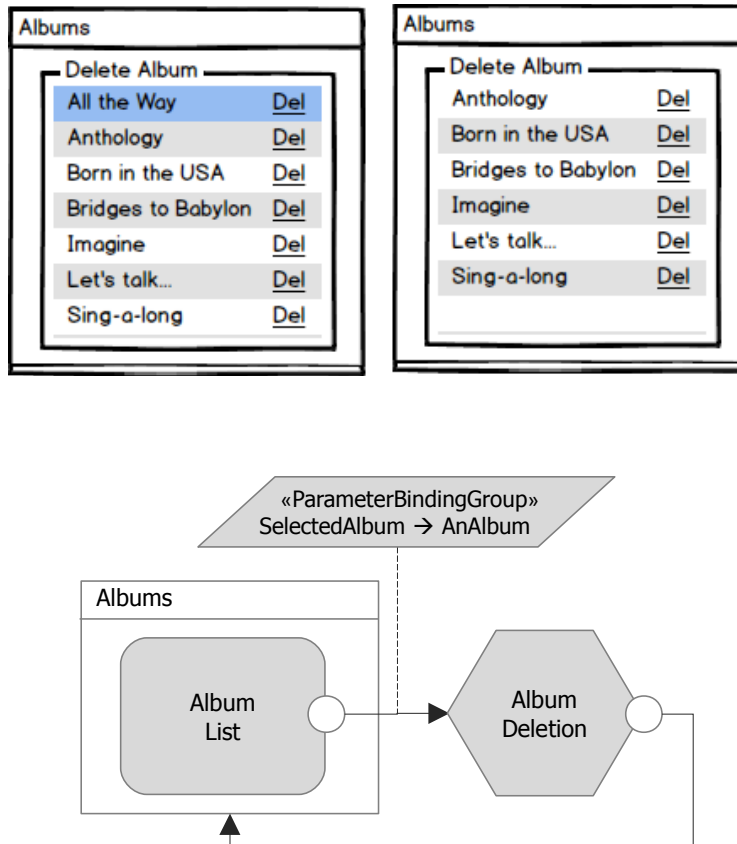 Albums
Delete Album
All the Way Del
Anthology Del
Born in the USA Del
Bridges to Babylon Del
Imagine Del
Let's talk... Del
Sing-a-long Del
Albums
Delete Album
Anthology Del
Born in the USA Del
Bridges to Babylon Del
Imagine Del
Let's talk... Del
Sing-a-long Del
«ParameterBindingGroup»
SelectedAlbum → AnAlbum
Albums
Album
List
Album
Deletion